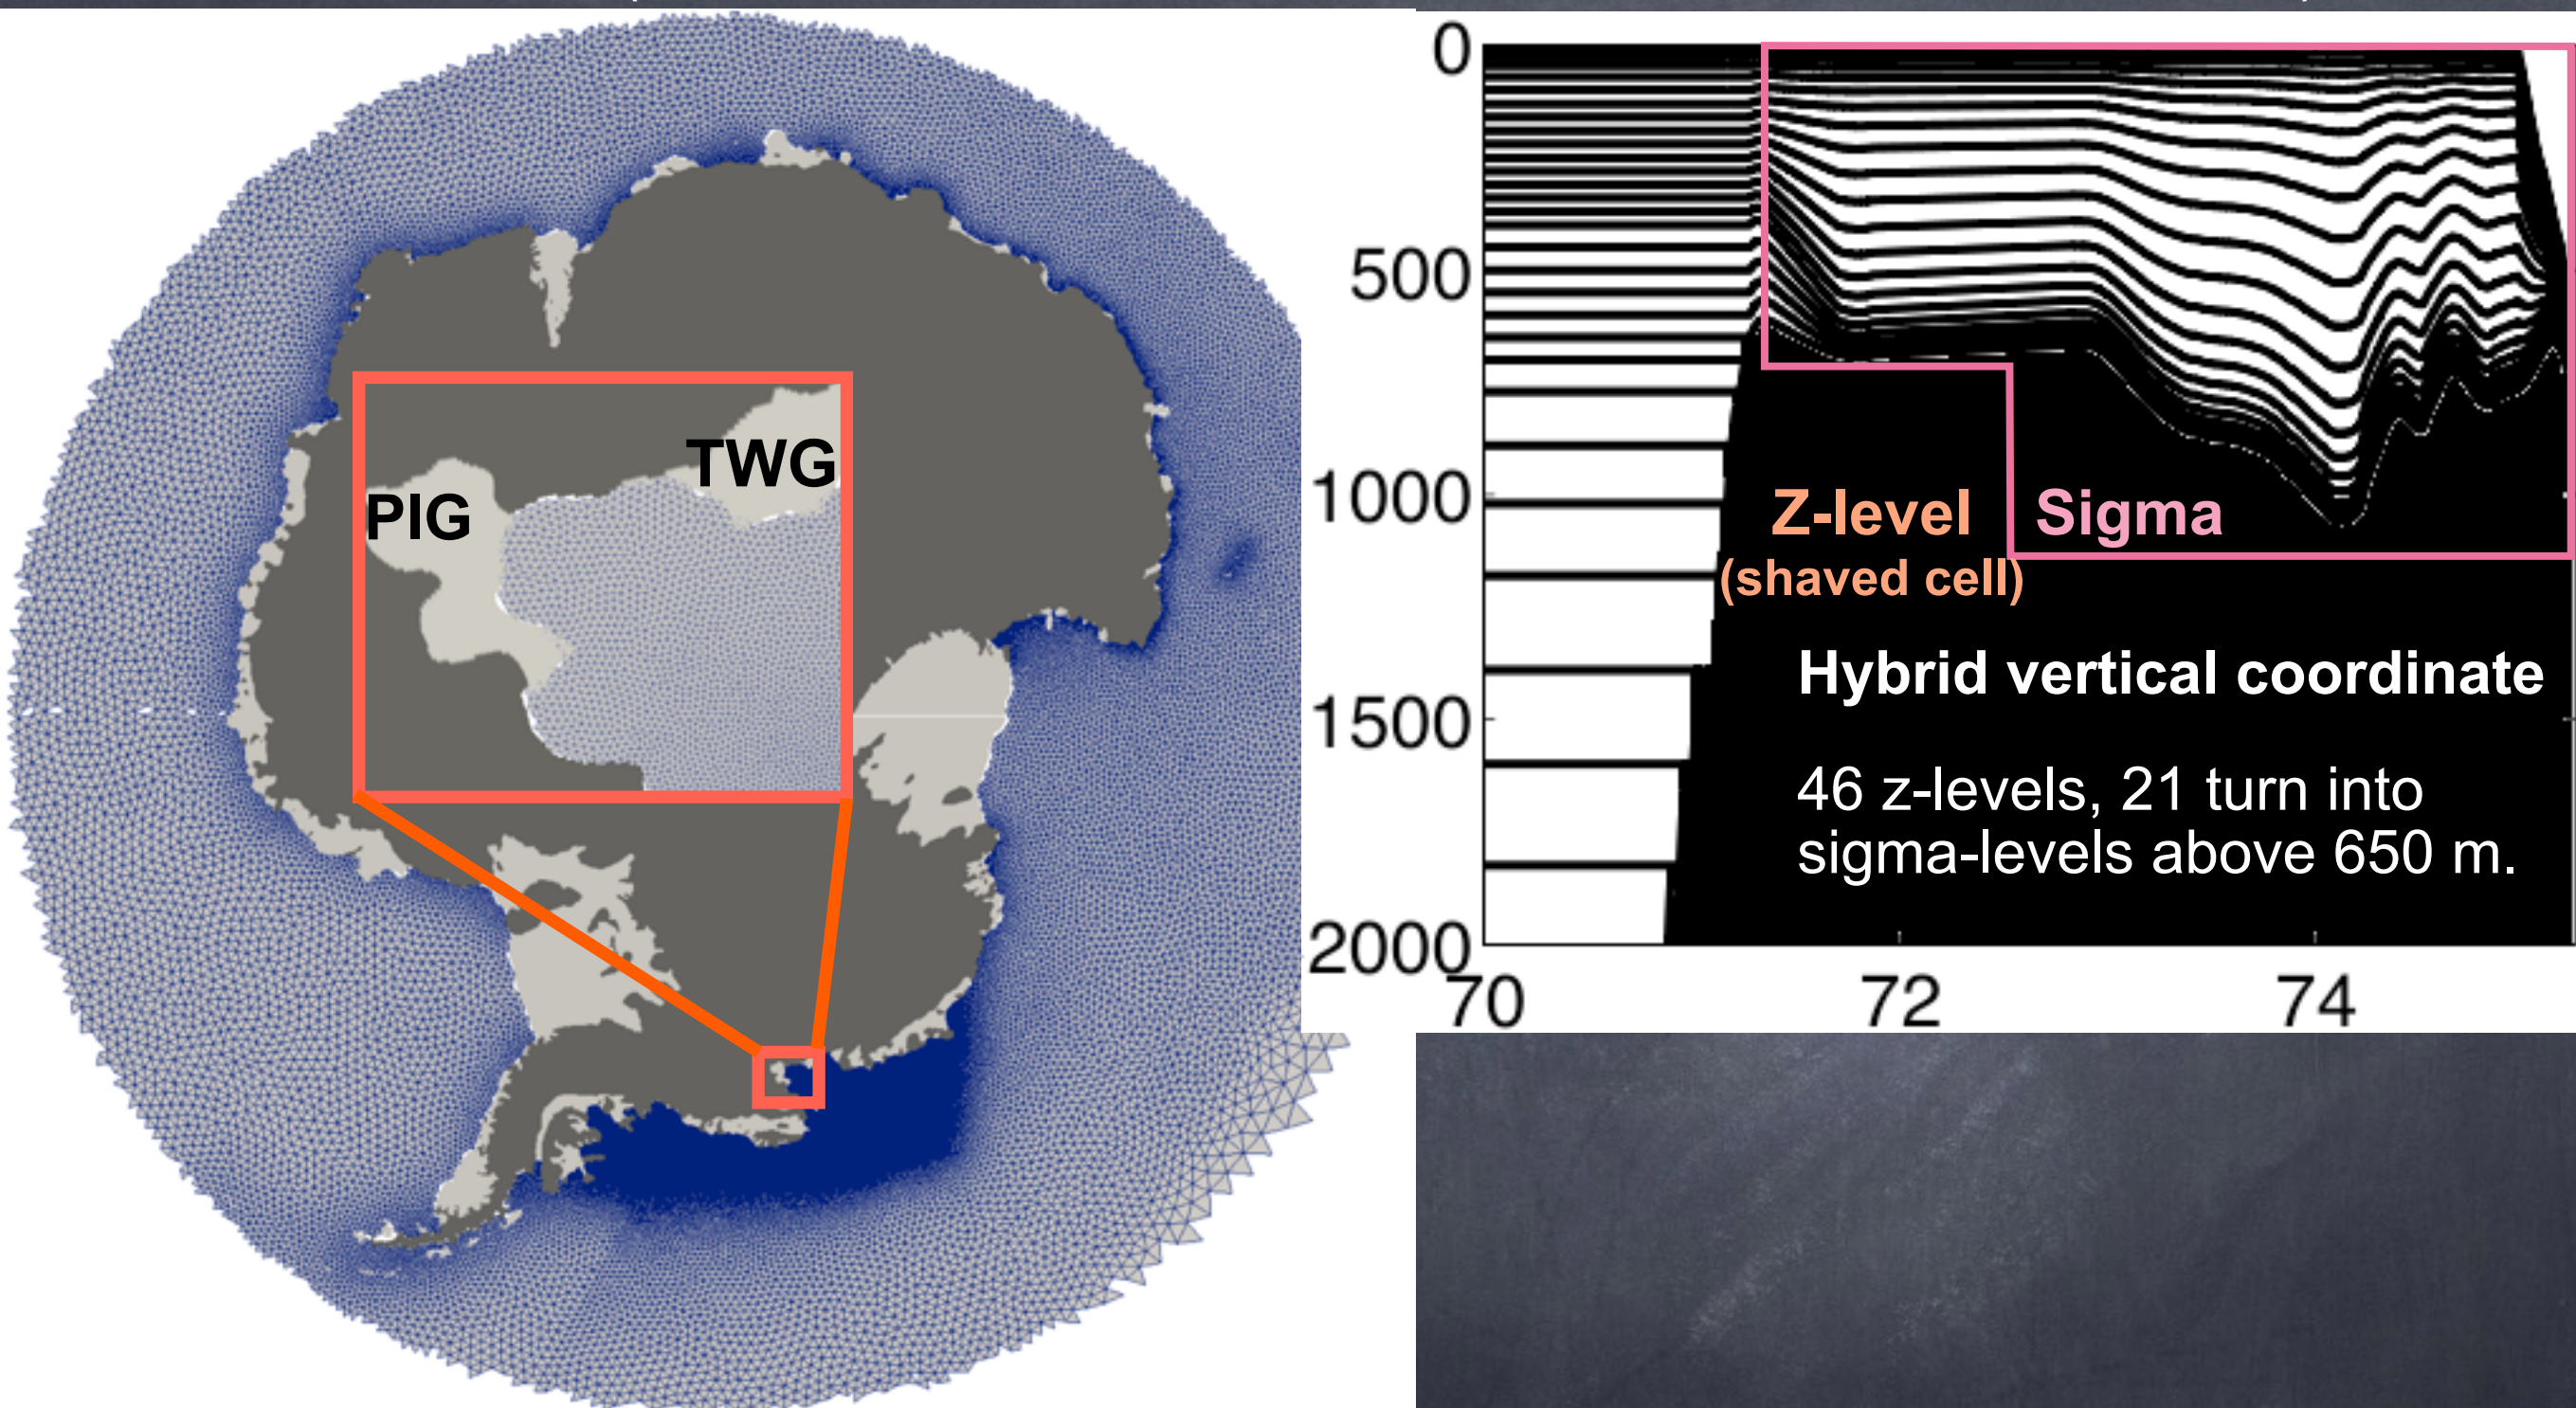 TWG
PIG
0
500
1000
1500
2000
70
72
74
Z-level
(shaved cell)
Sigma
Hybrid vertical coordinate
46 z-levels, 21 turn into
sigma-levels above 650 m.